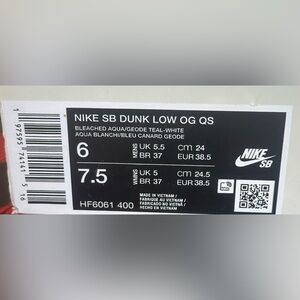 NIKE SB DUNK LOW OG QS
BLEACHED AQUA/GEODE TEAL-WHITE
AQUA BLANCHI/BLEU CANARD GEODE
6 MENS UK 5.5 CM 24
BR 37 EUR 38.5
7.5 WMNS UK 5 CM 24.5
BR 37 EUR 38.5
HF6061 400
MADE IN VIETNAM /
FABRIQUÉ AU VIETNAM /
FABRICADO NO VIETNÃ /
HECHO EN VIETNAM
NIKE
SB